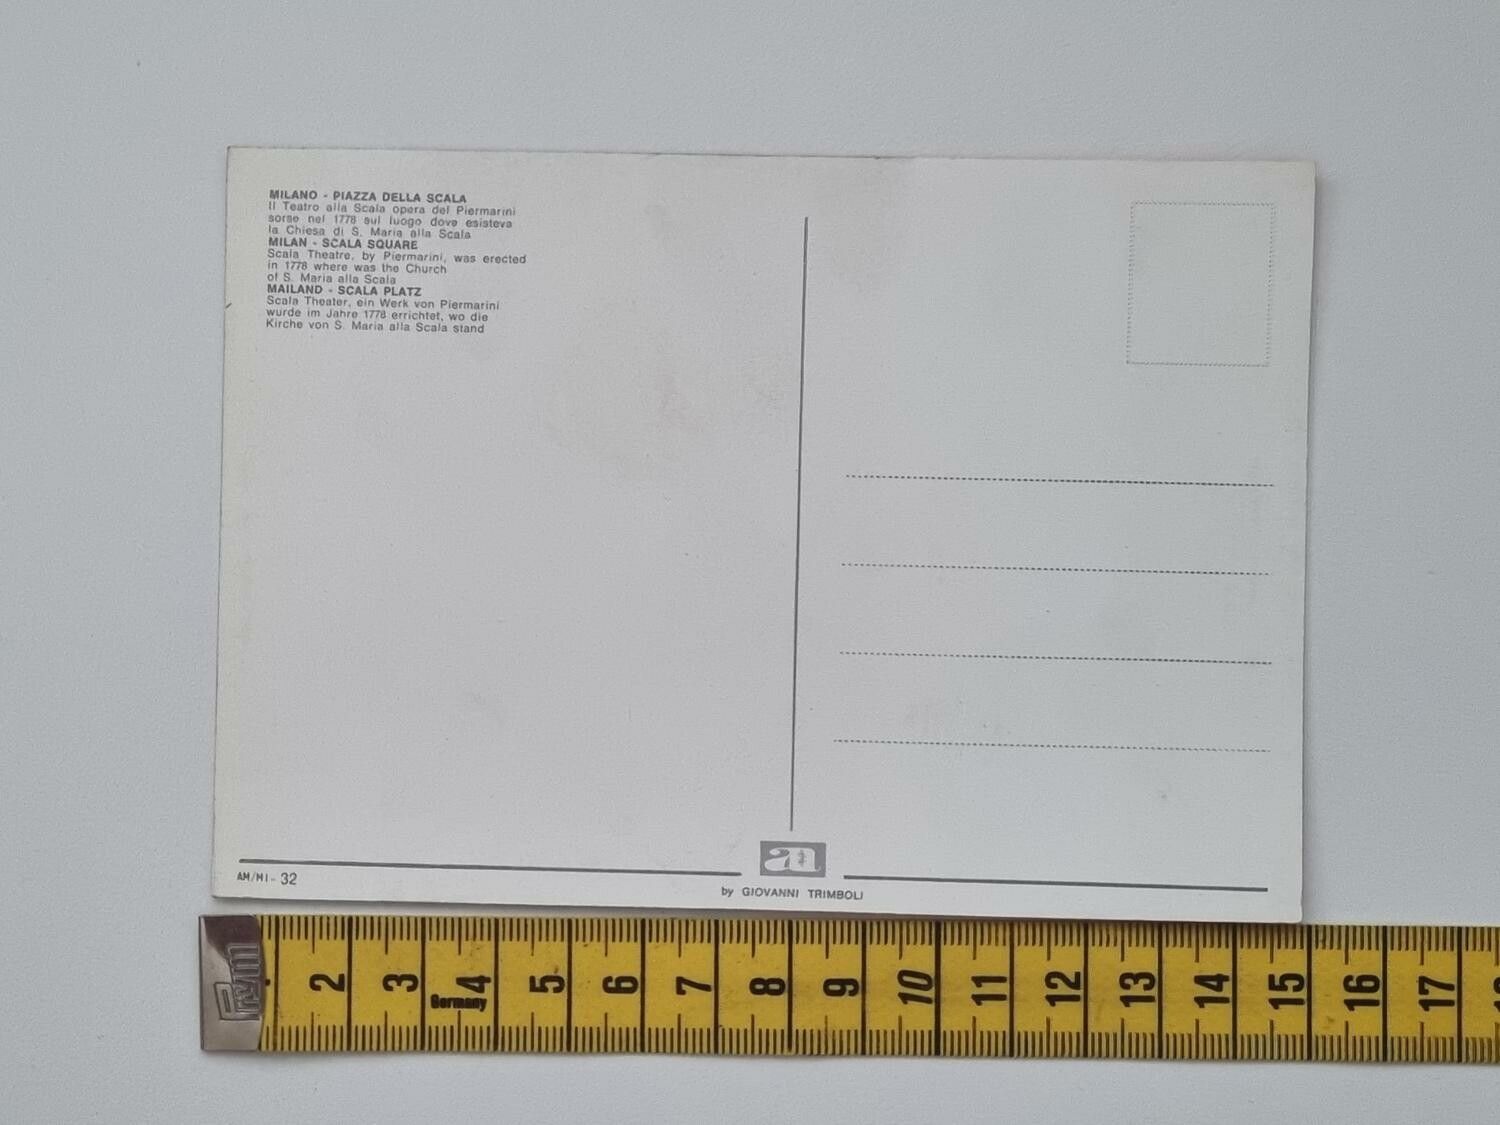 MILANO - PIAZZA DELLA SCALA
Il Teatro alla Scala opera del Piermarini
sorse nel 1778 sul luogo dove esisteva
la Chiesa di S. Maria alla Scala
MILAN - SCALA SQUARE
Scala Theatre, by Piermarini, was erected
in 1778 where was the Church
of S. Maria alla Scala
MAILAND - SCALA PLATZ
Scala Theater, ein Werk von Piermarini
wurde im Jahre 1778 errichtet, wo die
Kirche von S. Maria alla Scala stand
AM/MI - 32
by GIOVANNI TRIMBOLI
Prym
2 3 4 5 6 7 8 9 10 11 12 13 14 15 16 17
Germany